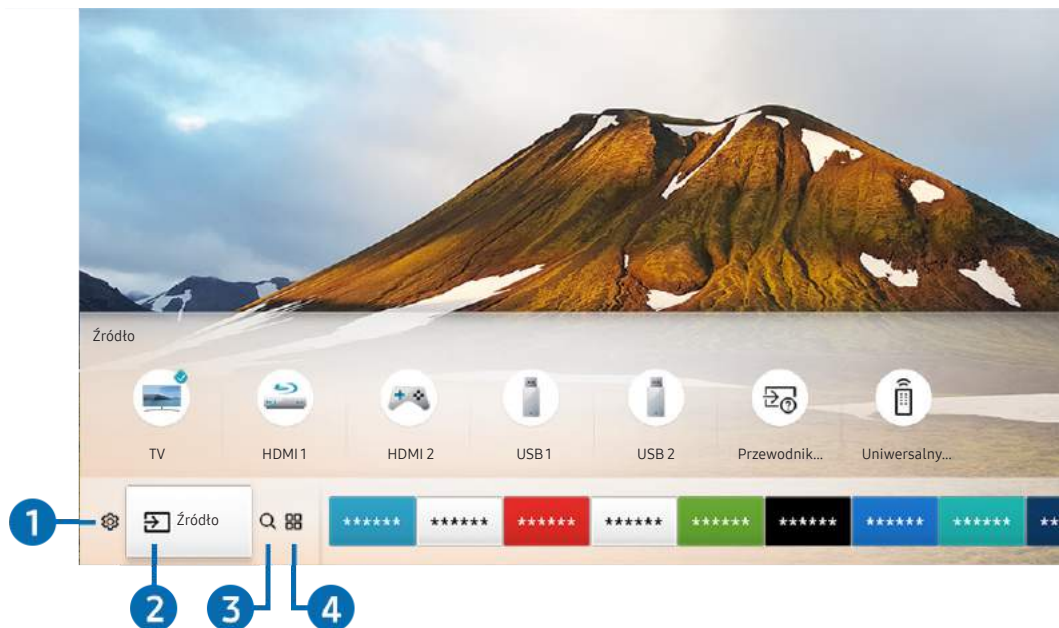 Źródło
TV
HDMI 1
HDMI 2
USB 1
USB 2
Przewodnik...
Uniwersalny...
1
Źródło
****** ****** ****** ****** ****** ****** ****** ****** **
2
3
4